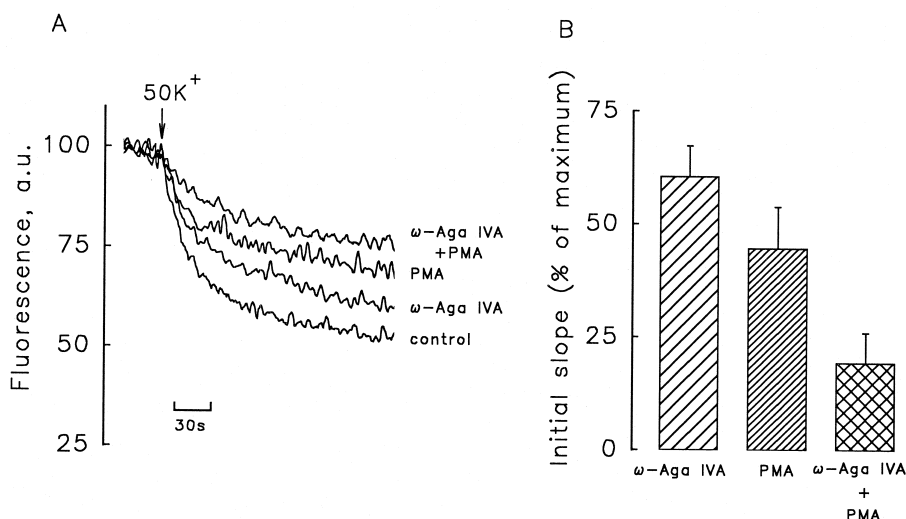 A
50K+
Fluorescence, a.u.
100
75
50
25
ω-Aga IVA
+PMA
PMA
ω-Aga IVA
control
30s
B
Initial slope (% of maximum)
75
50
25
0
ω-Aga IVA
PMA
ω-Aga IVA
+
PMA